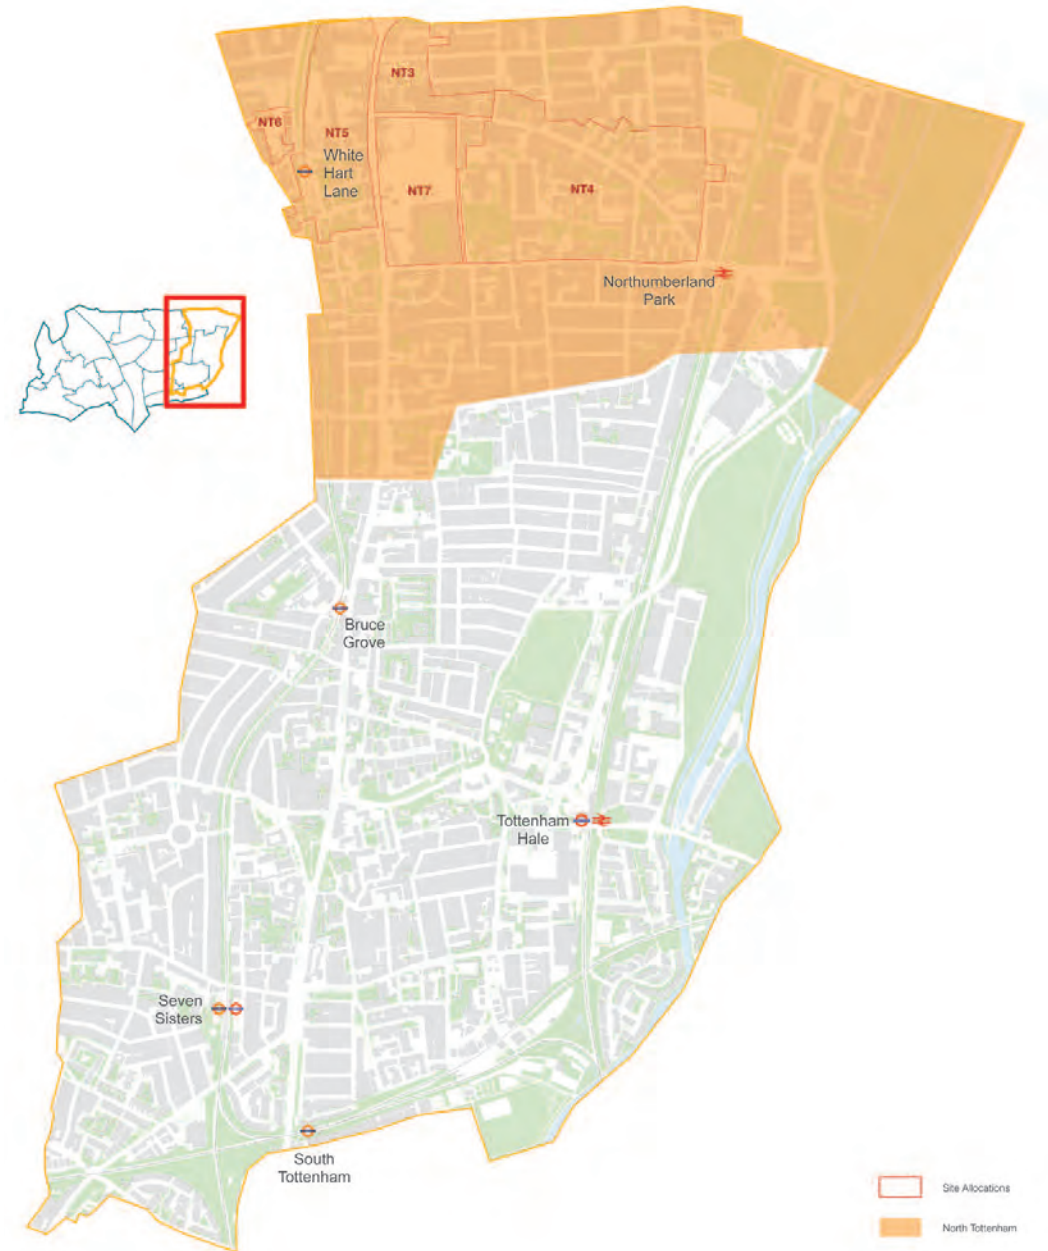 NT3
NT6
NT5
White
Hart
Lane
NT7
NT4
Northumberland
Park
Bruce
Grove
Tottenham
Hale
Seven
Sisters
South
Tottenham
Site Allocations
North Tottenham